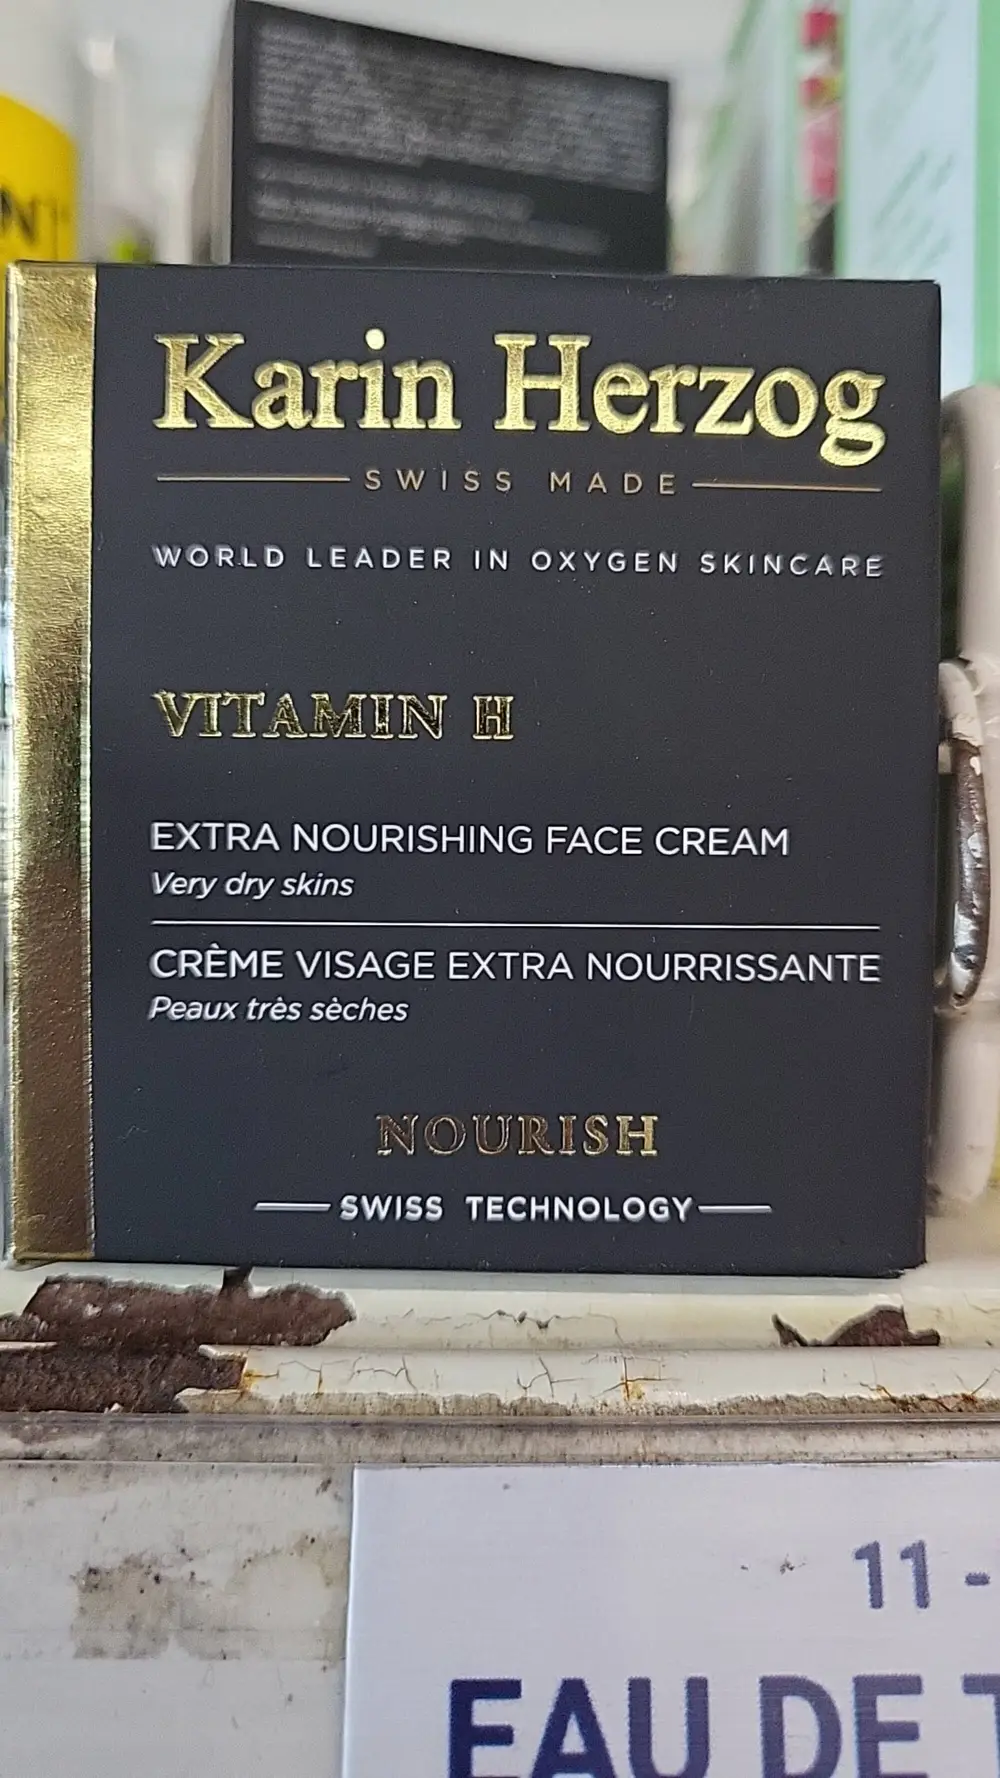 Karin Herzog
SWISS MADE
WORLD LEADER IN OXYGEN SKINCARE
VITAMIN H
EXTRA NOURISHING FACE CREAM
Very dry skins
CRÈME VISAGE EXTRA NOURRISSANTE
Peaux très sèches
NOURISH
SWISS TECHNOLOGY
11 -
EAU DE